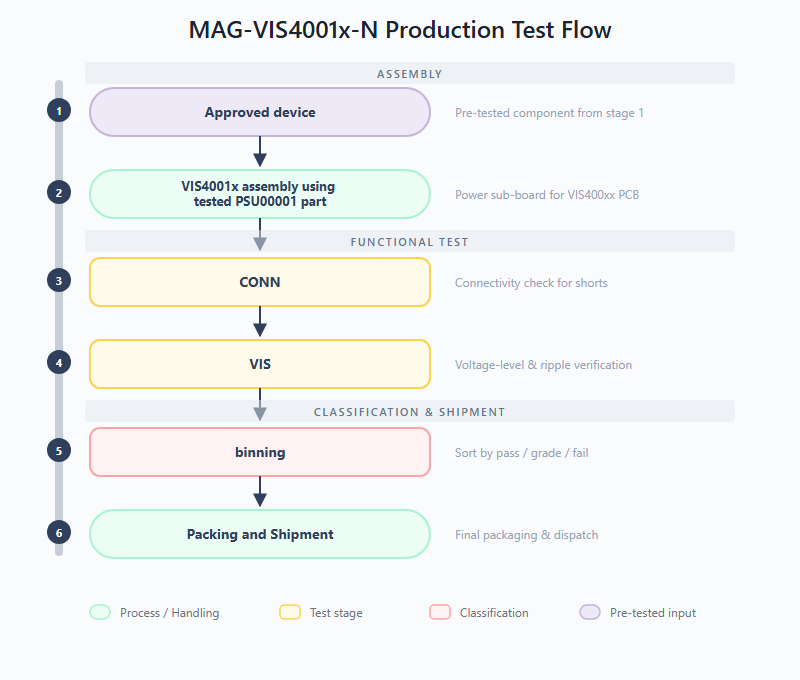 MAG-VIS4001x-N Production Test Flow
ASSEMBLY
1
Approved device
Pre-tested component from stage 1
2
VIS4001x assembly using
tested PSU00001 part
Power sub-board for VIS400xx PCB
FUNCTIONAL TEST
3
CONN
Connectivity check for shorts
4
VIS
Voltage-level & ripple verification
CLASSIFICATION & SHIPMENT
5
binning
Sort by pass / grade / fail
6
Packing and Shipment
Final packaging & dispatch
Process / Handling
Test stage
Classification
Pre-tested input